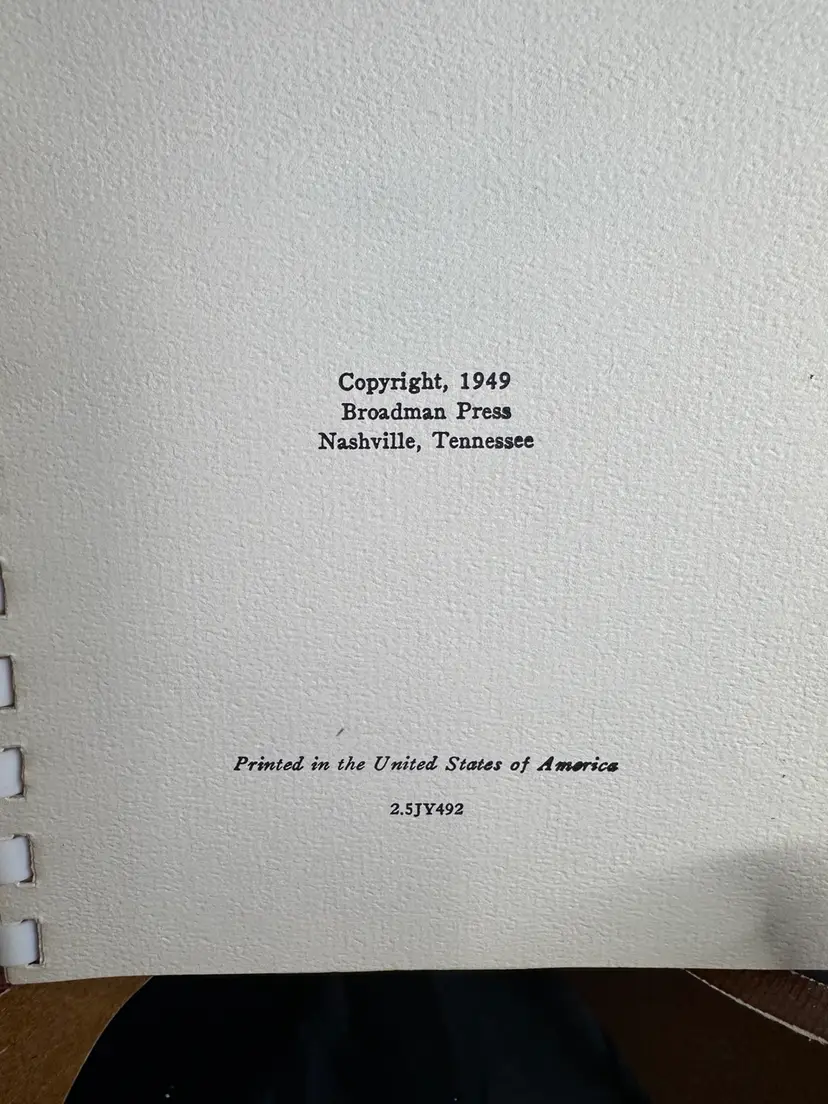 Copyright, 1949
Broadman Press
Nashville, Tennessee
Printed in the United States of America
2.5JY492